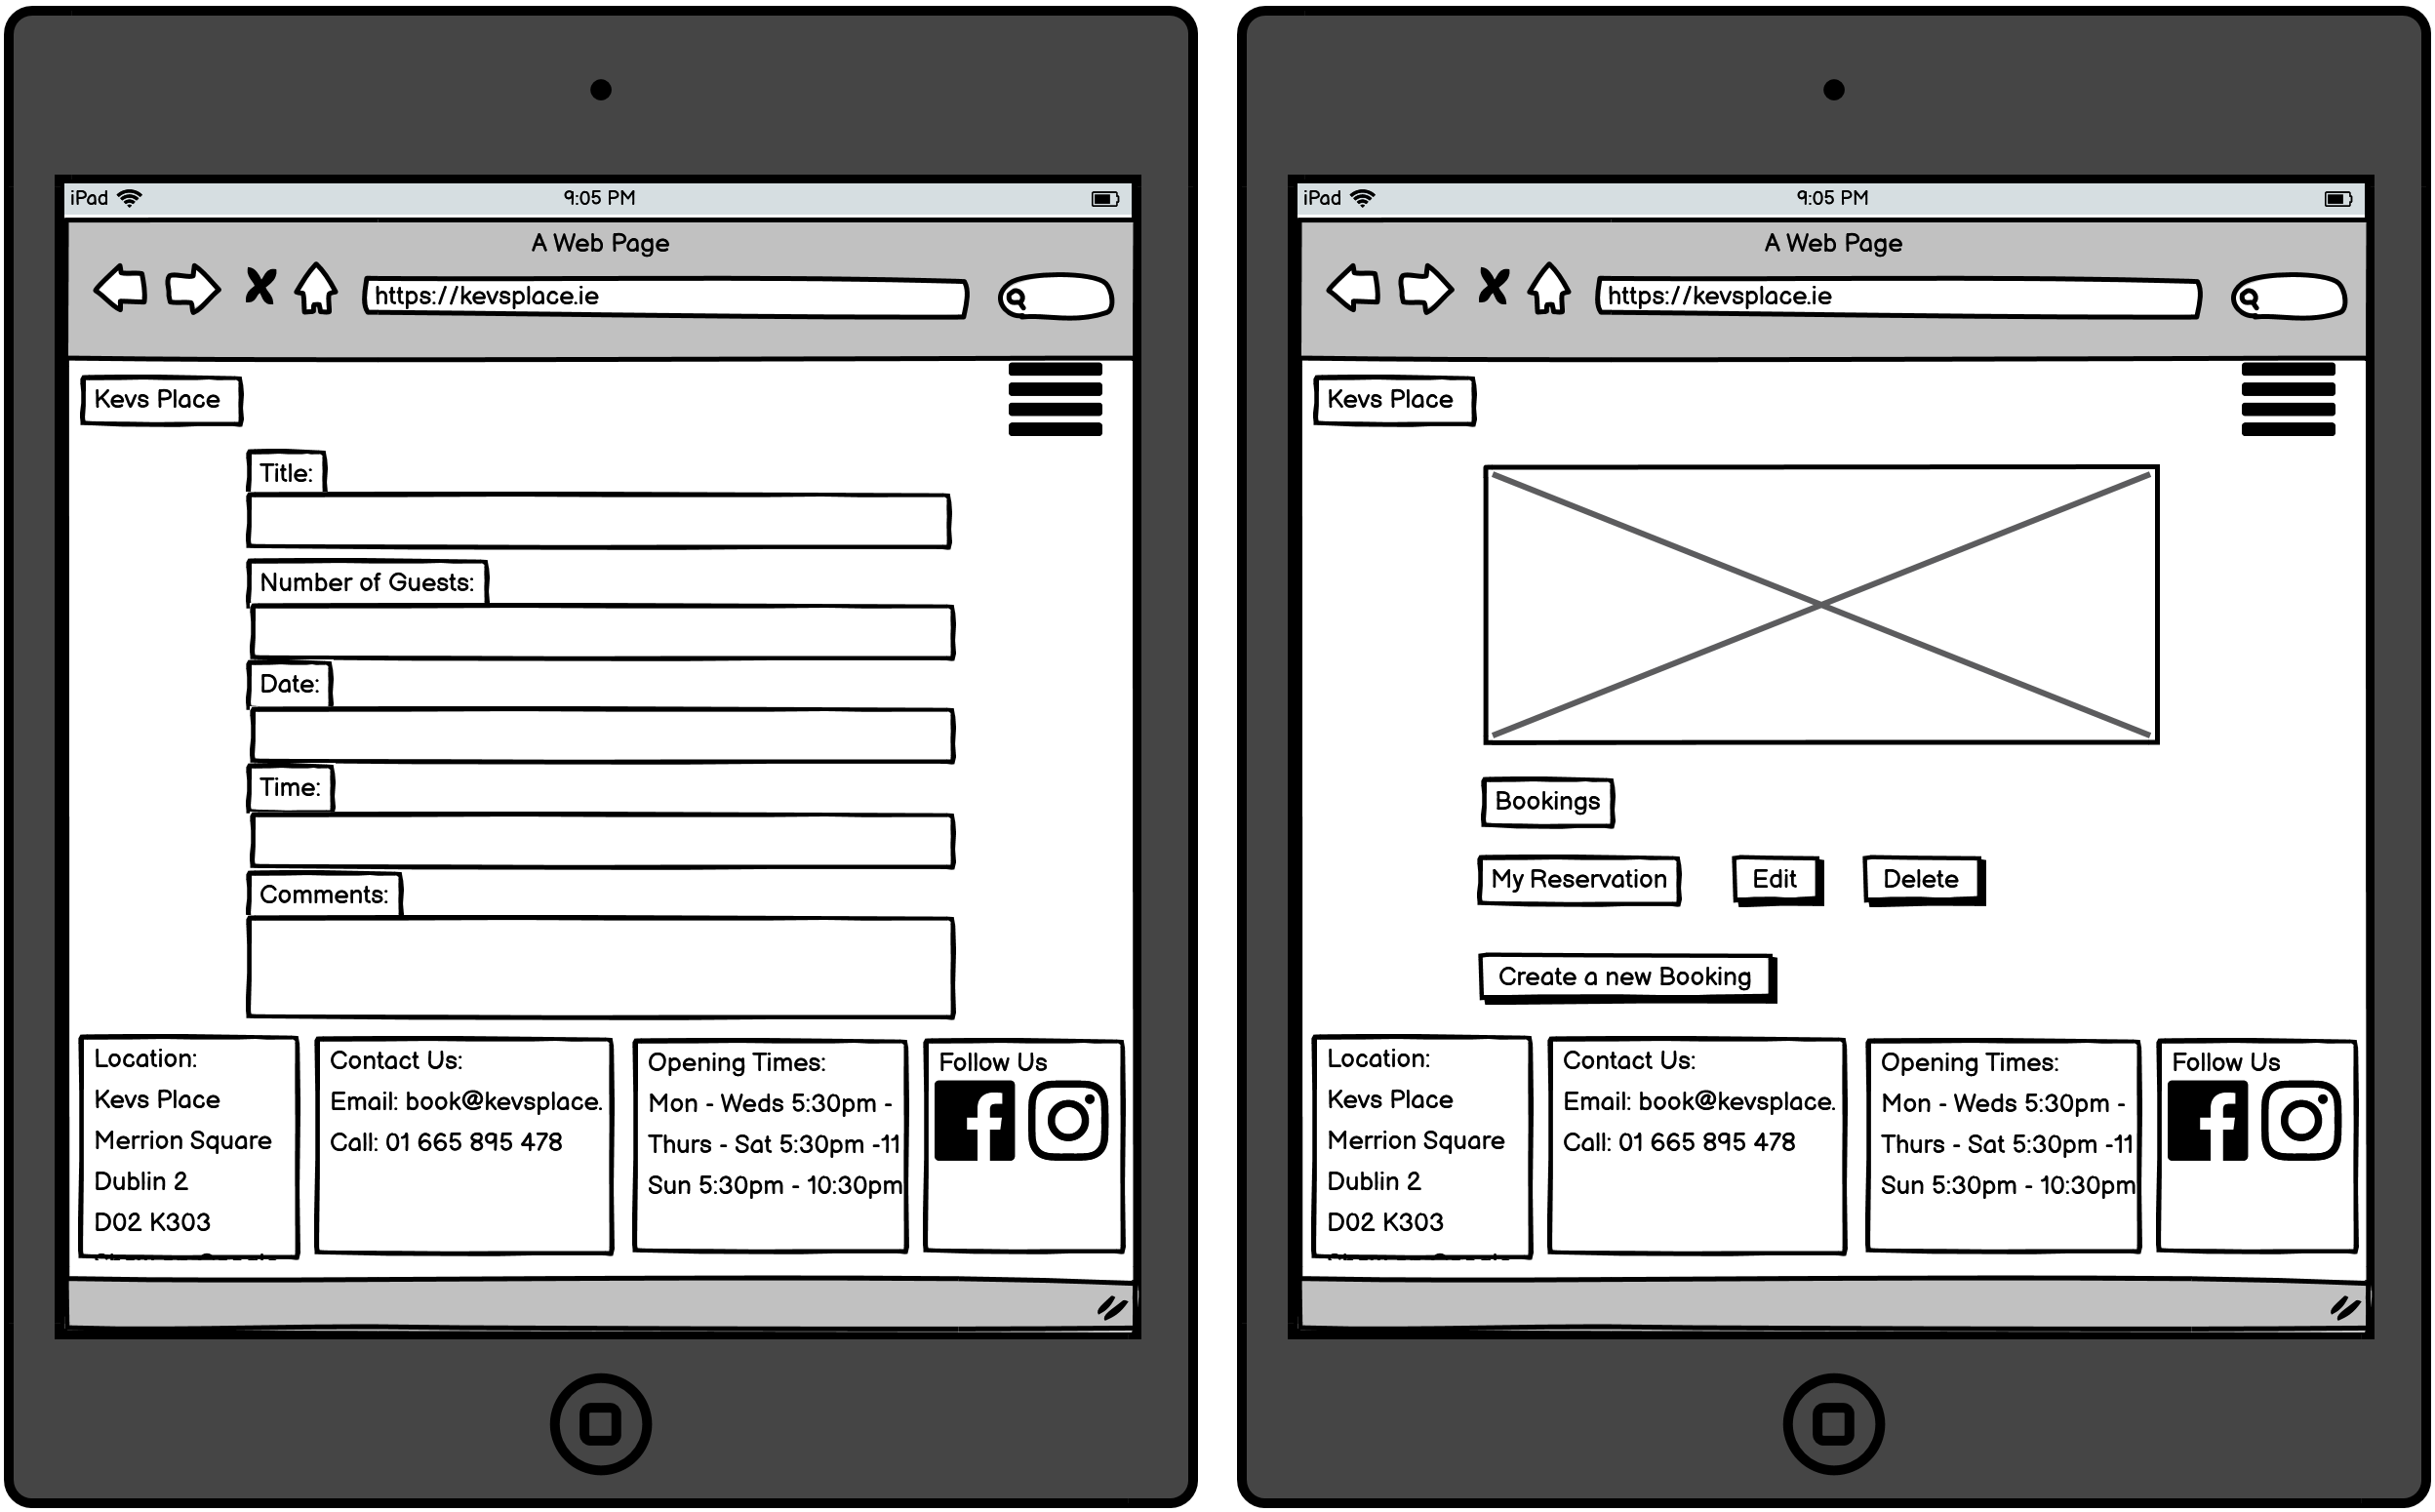 iPad
9:05 PM
A Web Page
https://kevsplace.ie
Kevs Place
Title:
Number of Guests:
Date:
Time:
Comments:
Location:
Kevs Place
Merrion Square
Dublin 2
D02 K303
Contact Us:
Email: book@kevsplace.
Call: 01 665 895 478
Opening Times:
Mon - Weds 5:30pm -
Thurs - Sat 5:30pm -11
Sun 5:30pm - 10:30pm
Follow Us
iPad
9:05 PM
A Web Page
https://kevsplace.ie
Kevs Place
Bookings
My Reservation
Edit
Delete
Create a new Booking
Location:
Kevs Place
Merrion Square
Dublin 2
D02 K303
Contact Us:
Email: book@kevsplace.
Call: 01 665 895 478
Opening Times:
Mon - Weds 5:30pm -
Thurs - Sat 5:30pm -11
Sun 5:30pm - 10:30pm
Follow Us